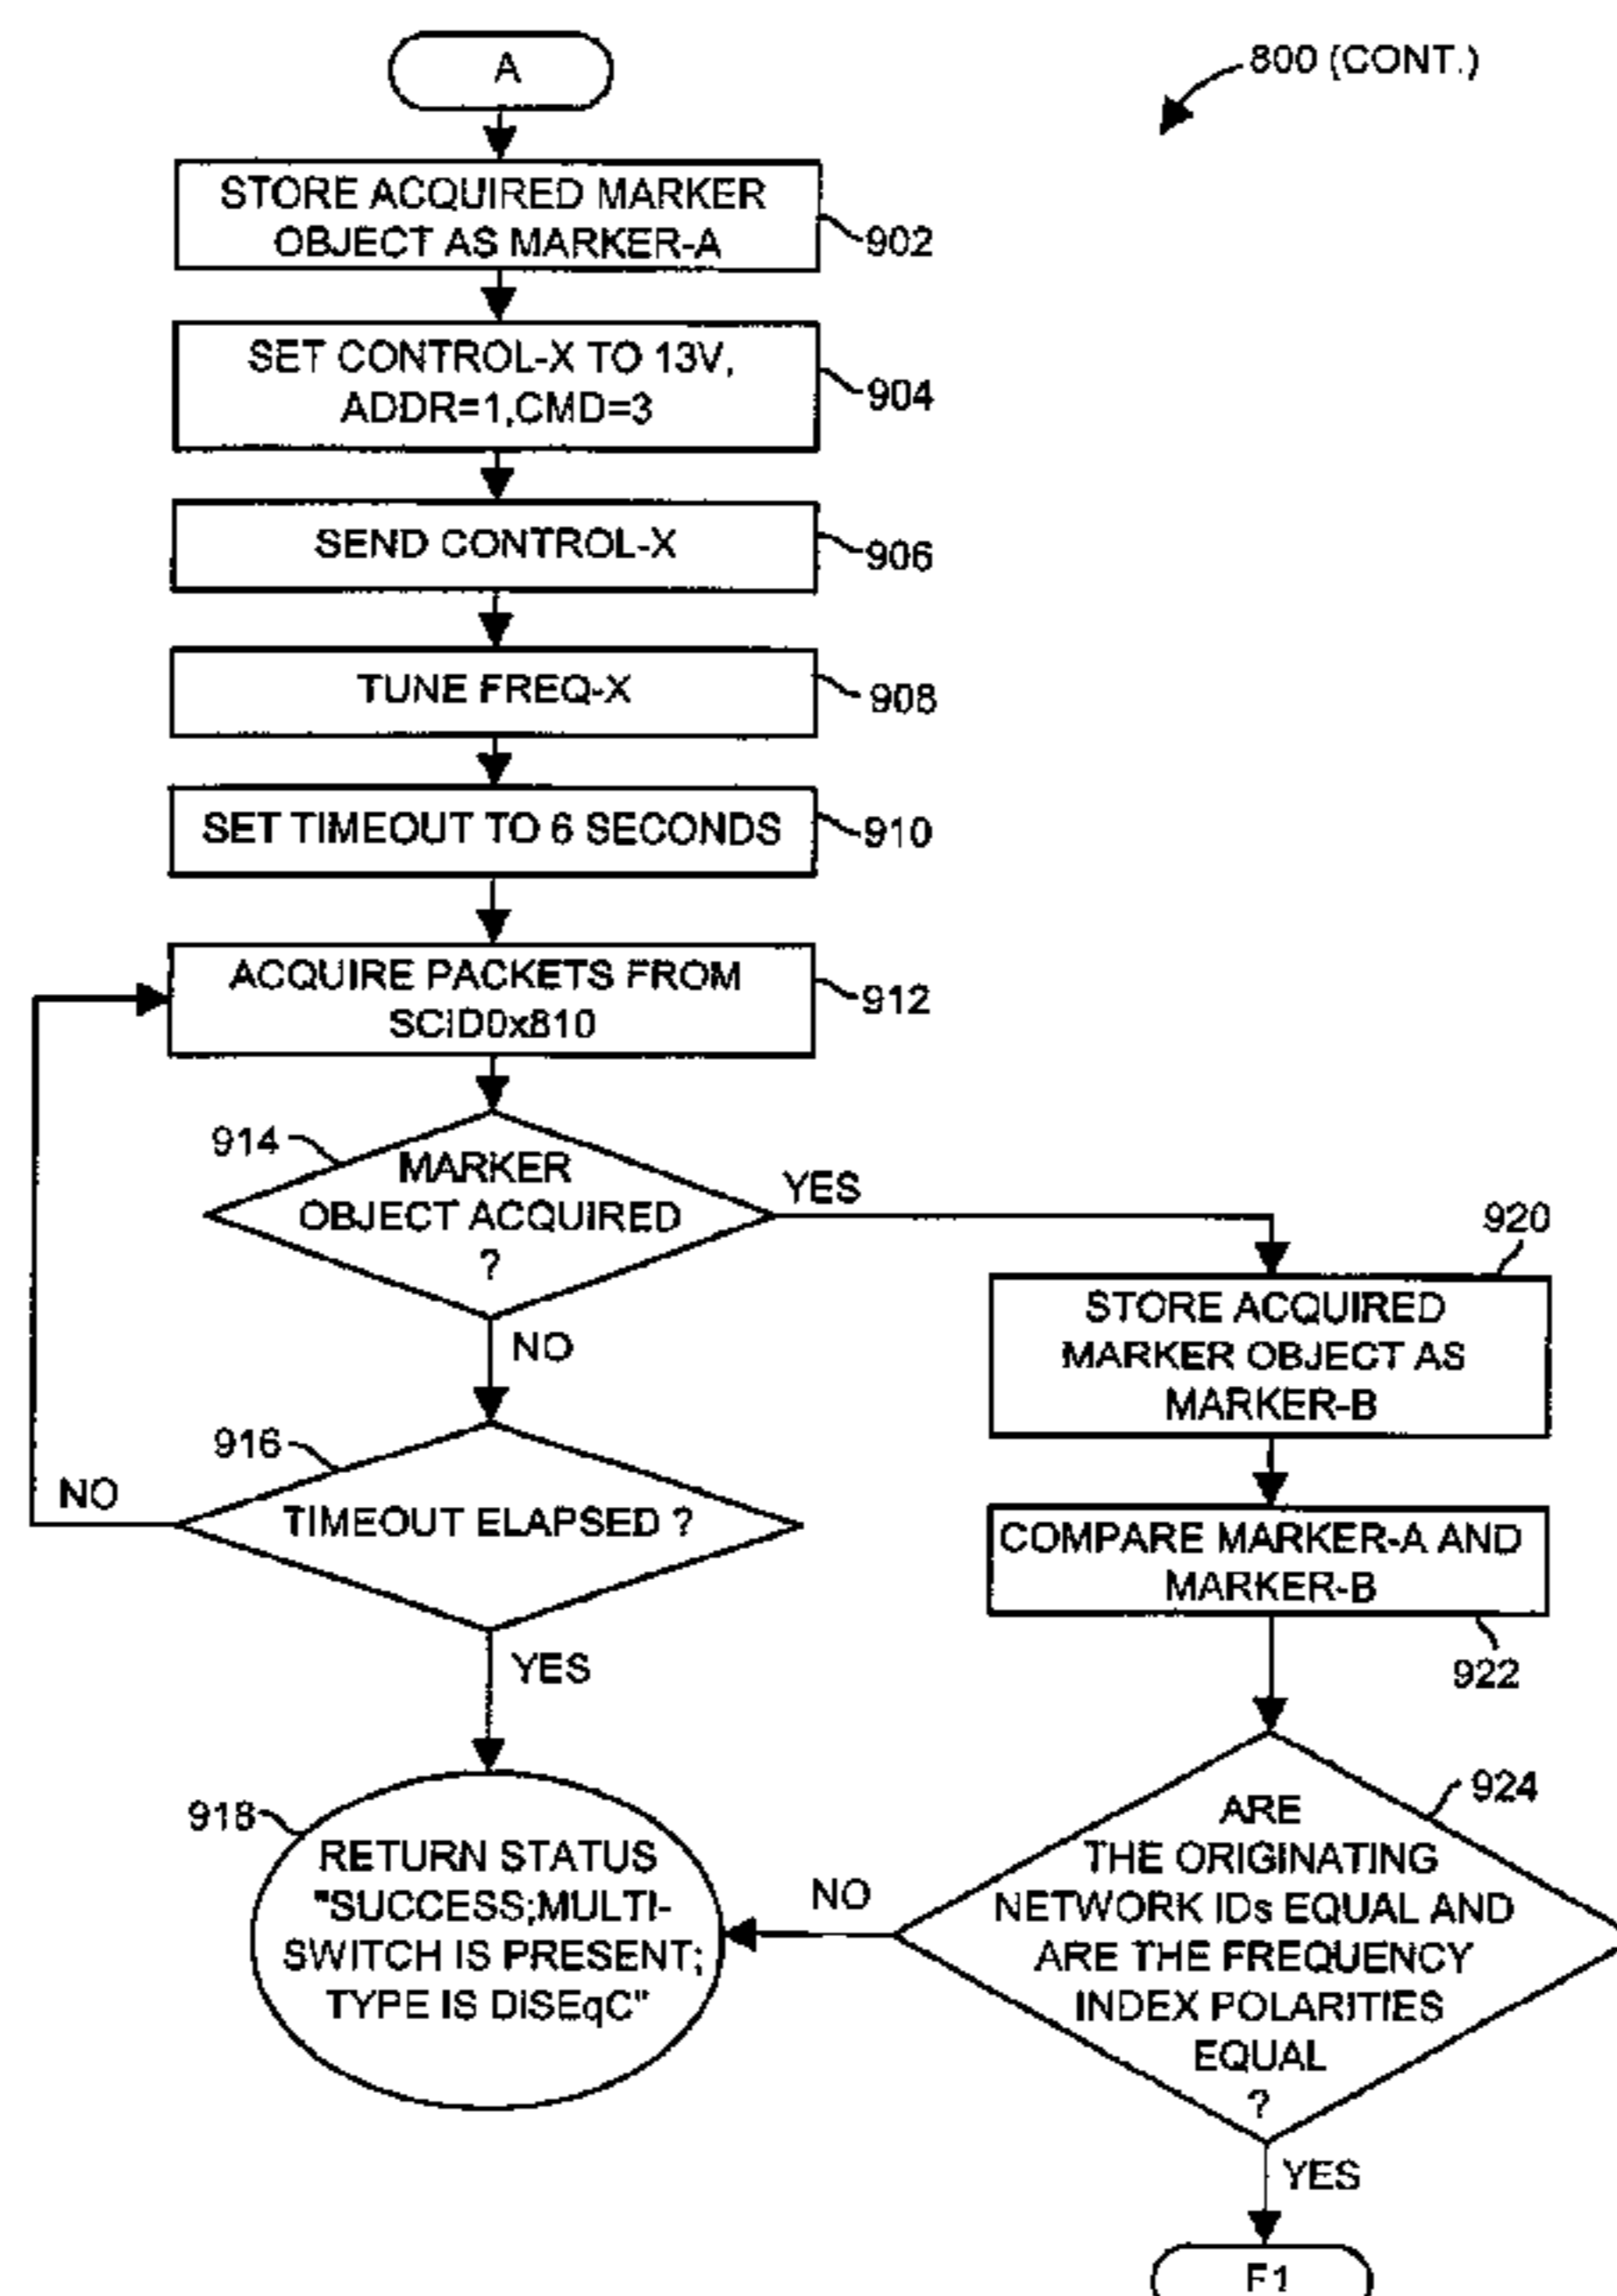 A
800 (CONT.)
STORE ACQUIRED MARKER
OBJECT AS MARKER-A
902
SET CONTROL-X TO 13V,
ADDR=1,CMD=3
904
SEND CONTROL-X
906
TUNE FREQ-X
908
SET TIMEOUT TO 6 SECONDS
910
ACQUIRE PACKETS FROM
SCID0x810
912
914
MARKER
OBJECT ACQUIRED
?
YES
NO
920
STORE ACQUIRED
MARKER OBJECT AS
MARKER-B
916
TIMEOUT ELAPSED ?
NO
YES
COMPARE MARKER-A AND
MARKER-B
922
918
RETURN STATUS
"SUCCESS;MULTI-
SWITCH IS PRESENT;
TYPE IS DiSEqC"
NO
924
ARE
THE ORIGINATING
NETWORK IDs EQUAL AND
ARE THE FREQUENCY
INDEX POLARITIES
EQUAL
?
YES
F1